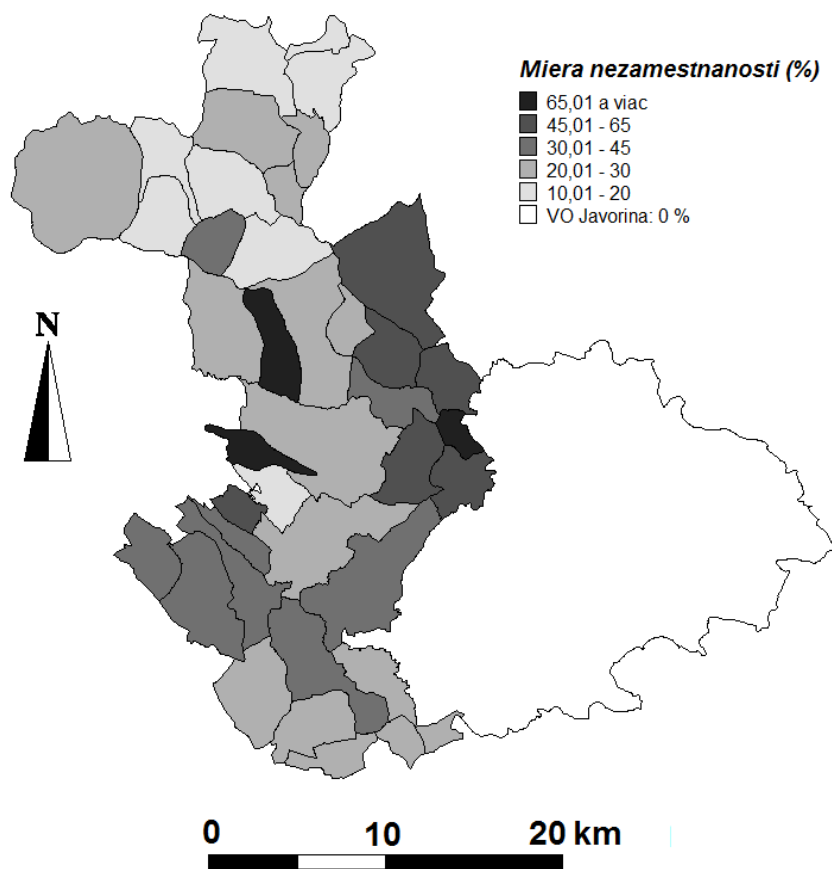 Miera nezamestnanosti (%)
65,01 a viac
45,01 - 65
30,01 - 45
20,01 - 30
10,01 - 20
VO Javorina: 0 %
N
0 10 20 km